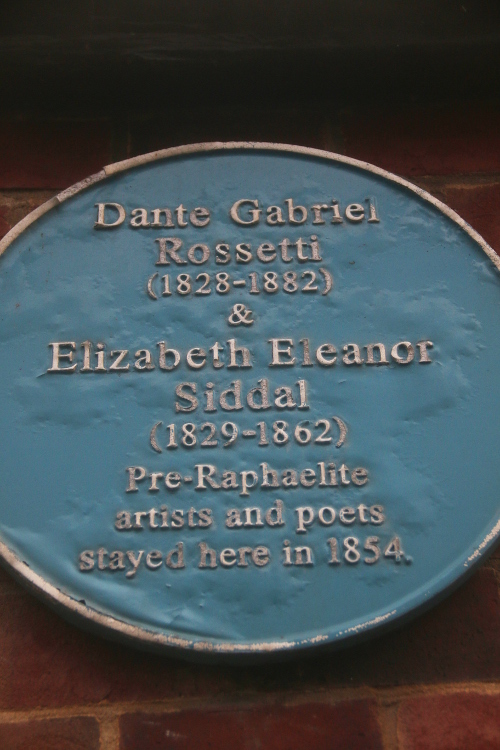 Dante Gabriel
Rossetti
(1828-1882)
&
Elizabeth Eleanor
Siddal
(1829-1862)
Pre-Raphaelite
artists and poets
stayed here in 1854.